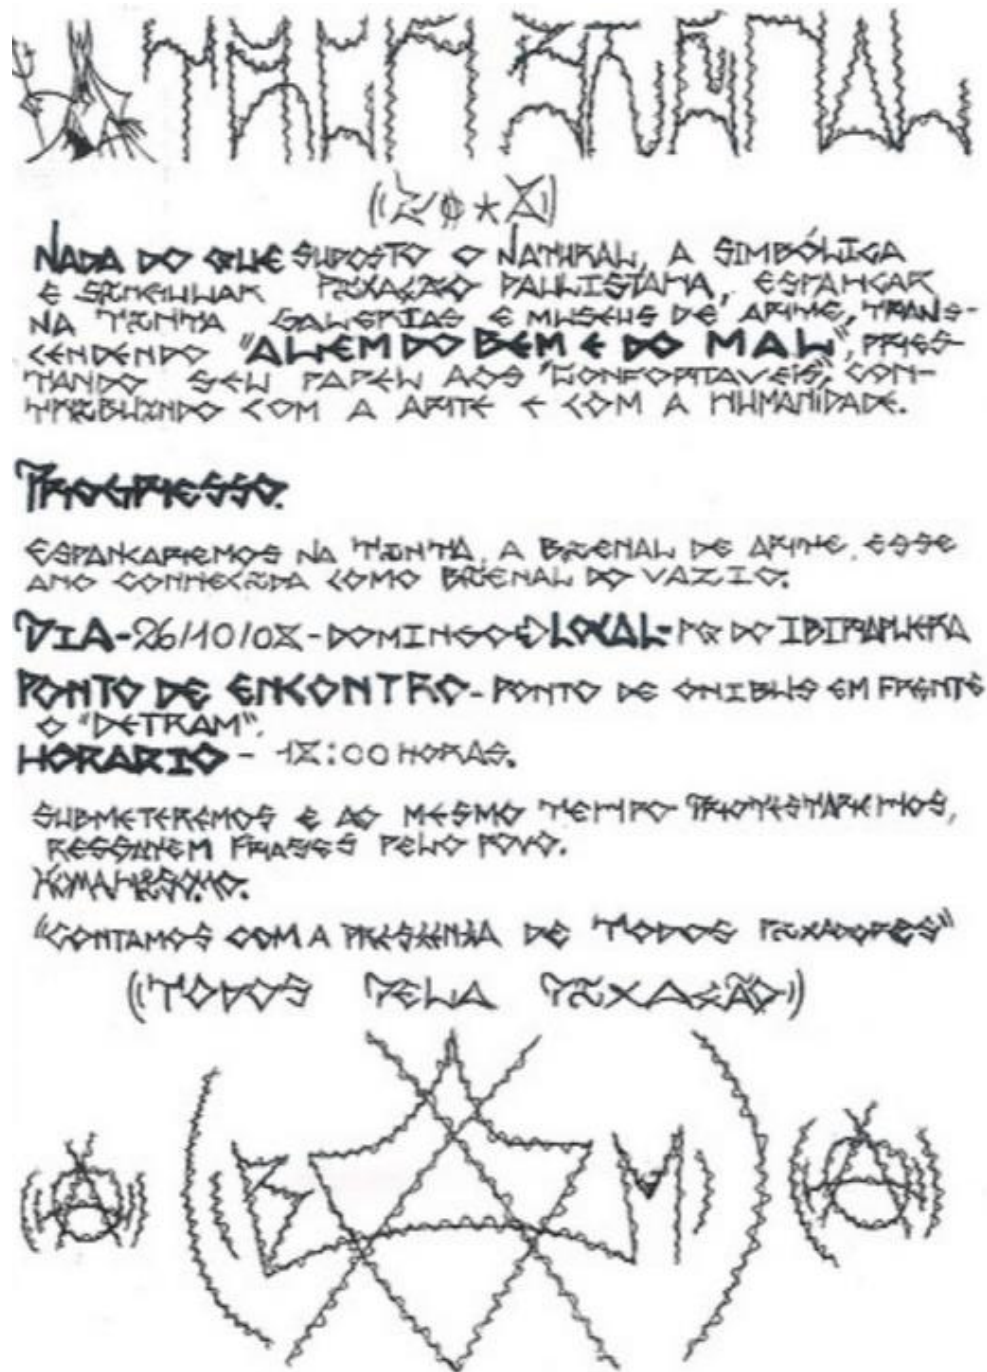 NADA DO QUE SUPOSTO O NATURAL, A SIMBÓLICA
E SINGULAR PIXAÇÃO PAULISTANA, ESPANCAR
NA TINTA GALERIAS E MUSEUS DE ARTE, TRANS-
CENDENDO "ALEM DO BEM E DO MAL", PRES-
TANDO SEU PAPEL AOS "CONFORTAVEIS", CON-
TRIBUINDO COM A ARTE E COM A HUMANIDADE.
PROGRESSO.
ESPANCAREMOS NA TINTA, A BIENAL DE ARTE, ESSE
ANO CONHECIDA COMO BIENAL DO VAZIO.
DIA-26/10/08-DOMINGO LOCAL- PQ DO IBIRAPUERA
PONTO DE ENCONTRO- PONTO DE ONIBUS EM FRENTE
O "DETRAM".
HORARIO - 18:00 HORAS.
SUBMETEREMOS E AO MESMO TEMPO PROTESTAREMOS,
FRASES PELO POVO.
"CONTAMOS COM A PRESENÇA DE TODOS PIXADORES"
((TODOS PELA PIXAÇÃO))